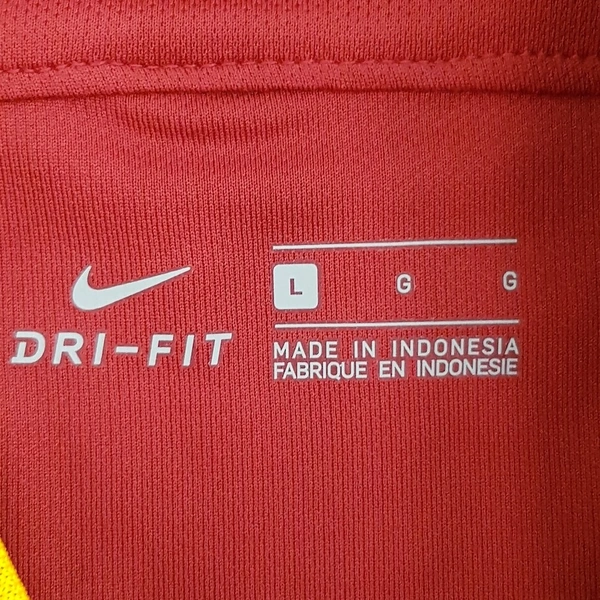 DRI-FIT
L G G
MADE IN INDONESIA
FABRIQUE EN INDONESIE